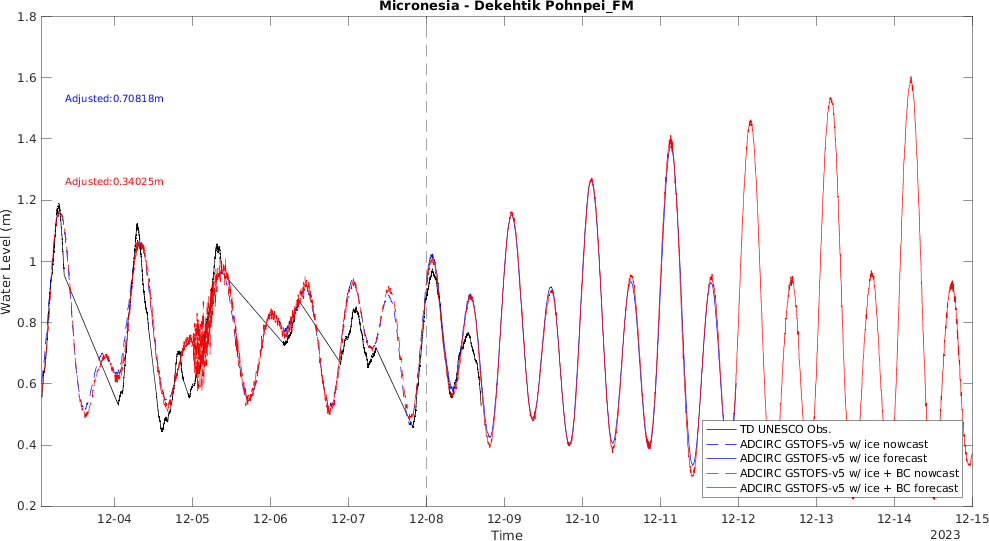 Micronesia - Dekehtik Pohnpei_FM
1.8
1.6
1.4
1.2
1
0.8
0.6
0.4
0.2
Water Level (m)
Adjusted:0.70818m
Adjusted:0.34025m
TD UNESCO Obs.
ADCIRC GSTOFS-v5 w/ ice nowcast
ADCIRC GSTOFS-v5 w/ ice forecast
ADCIRC GSTOFS-v5 w/ ice + BC nowcast
ADCIRC GSTOFS-v5 w/ ice + BC forecast
12-04 12-05 12-06 12-07 12-08 12-09 12-10 12-11 12-12 12-13 12-14 12-15
Time
2023